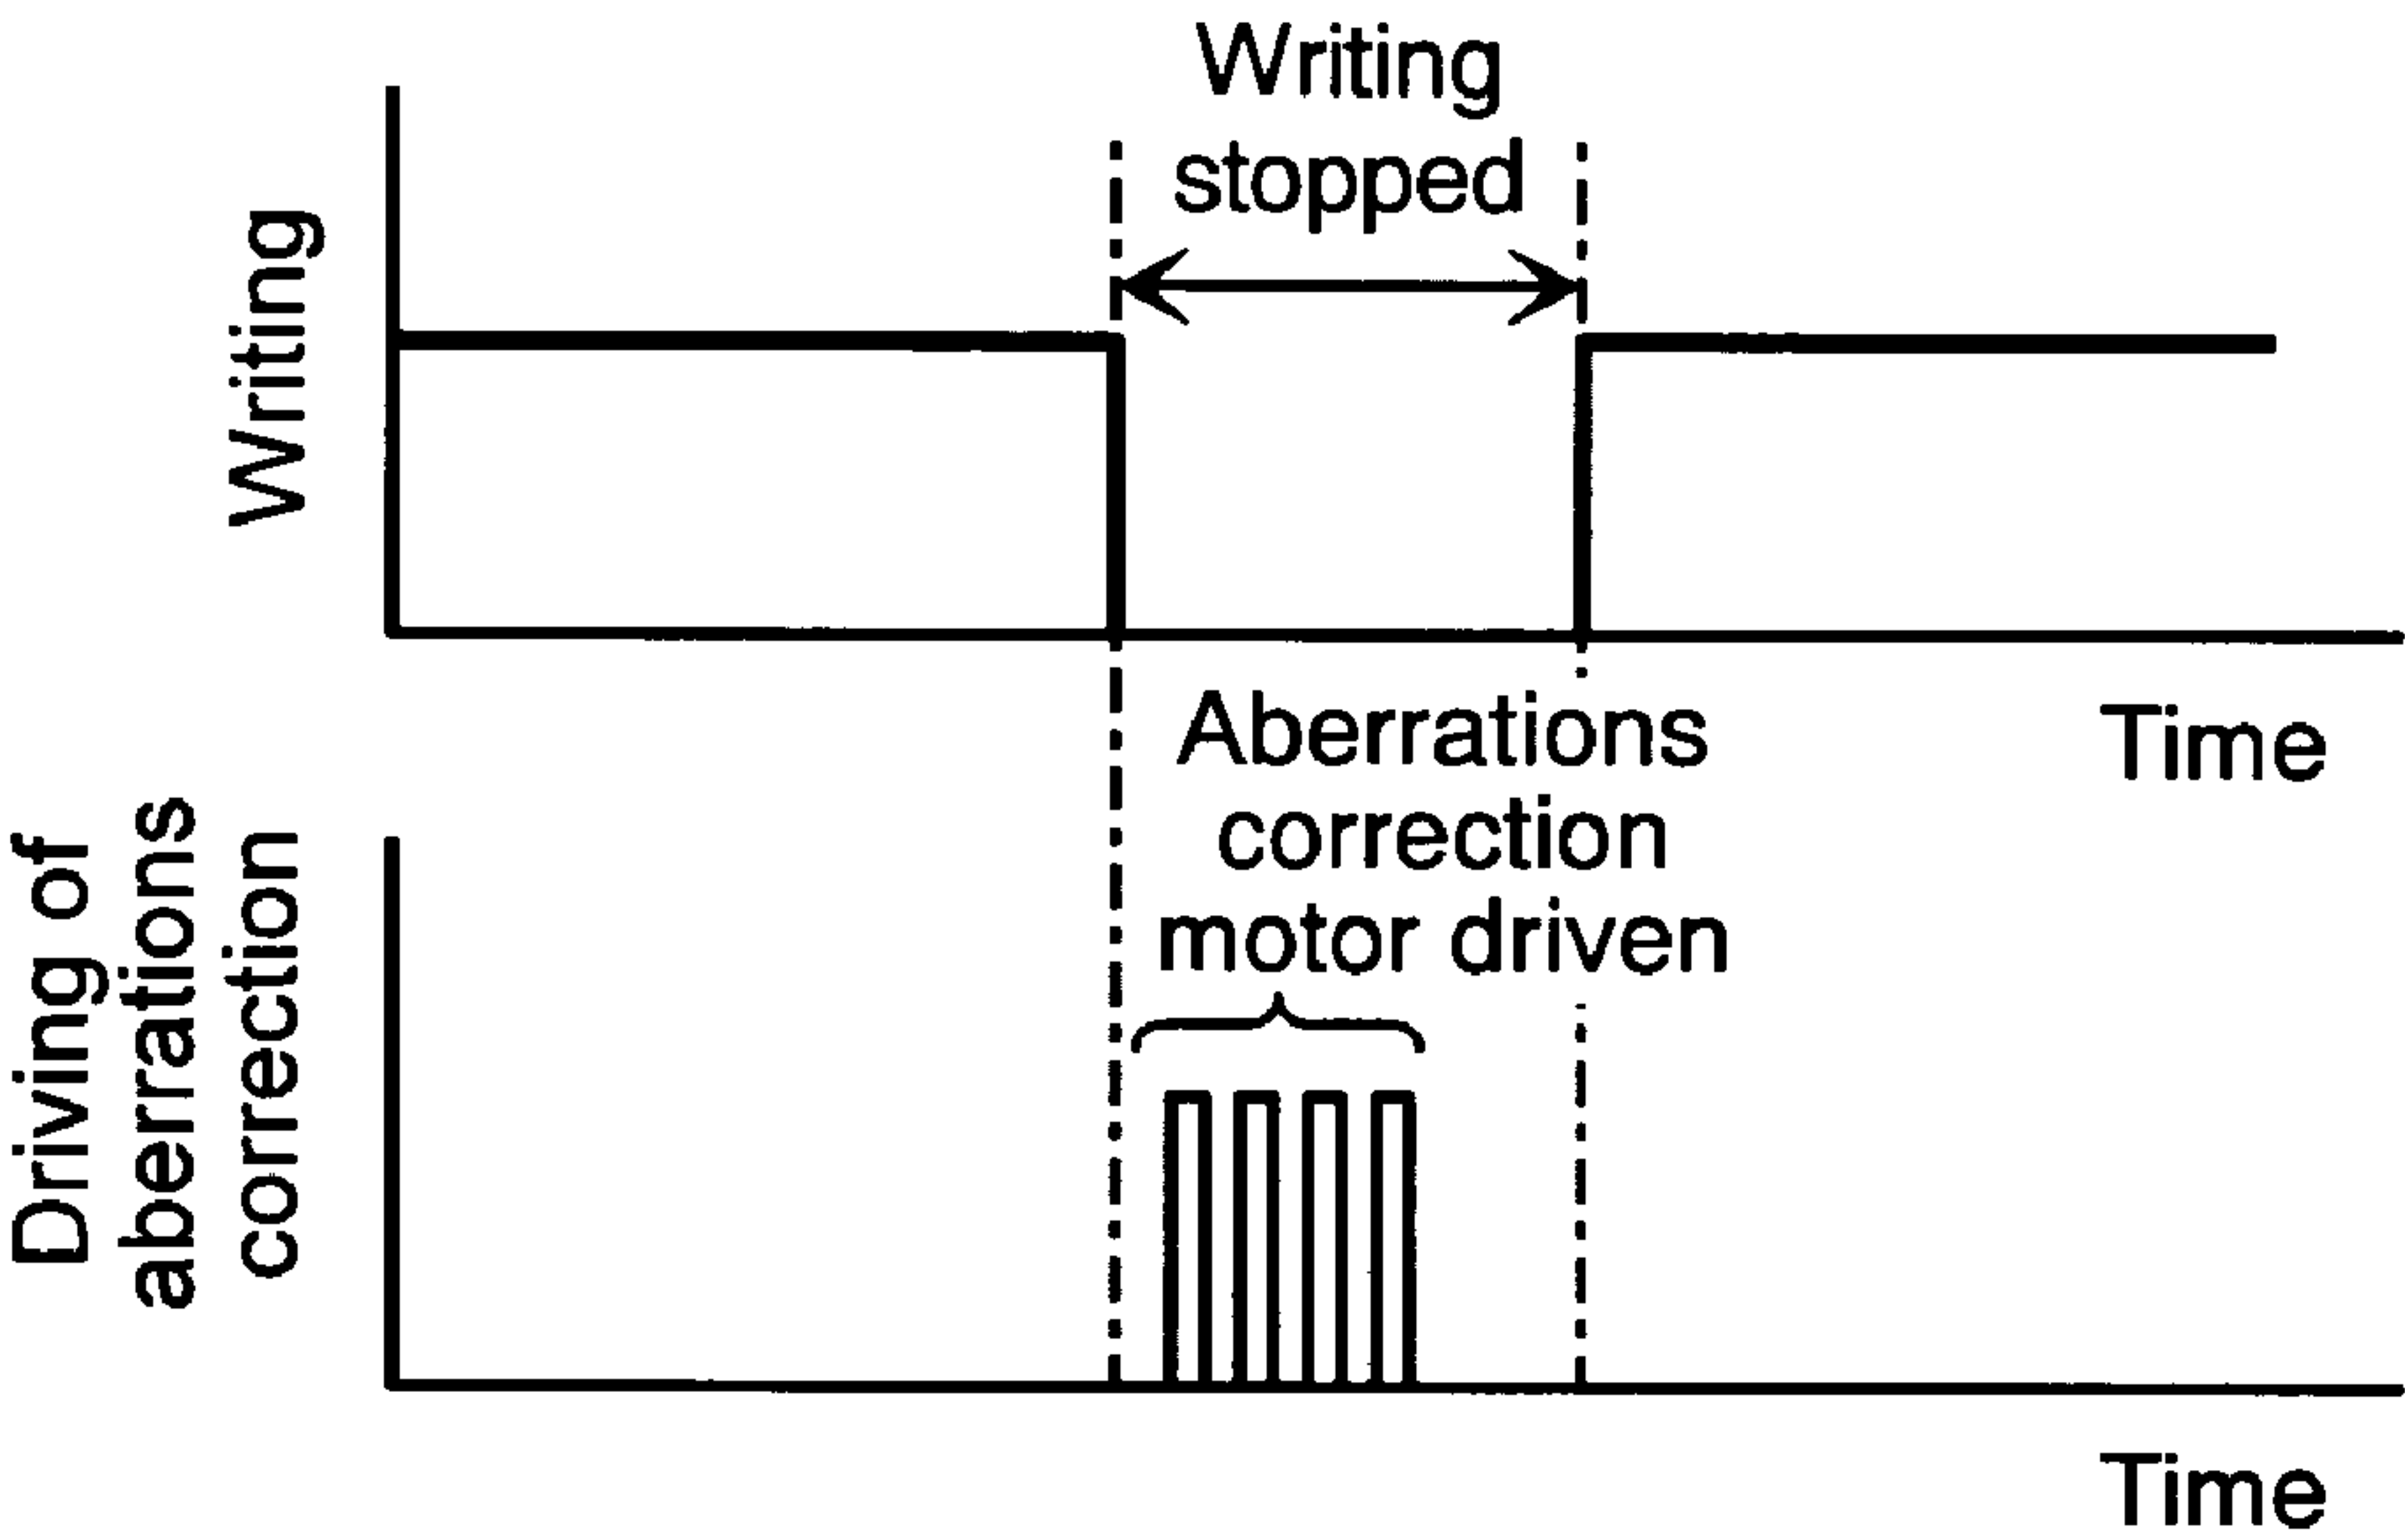 Writing
stopped
Writing
Time
Aberrations
correction
motor driven
Driving of
aberrations
correction
Time